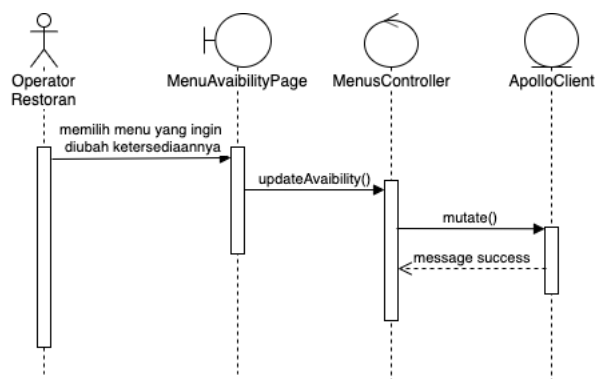 Operator
Restoran
MenuAvaibilityPage
MenusController
ApolloClient
memilih menu yang ingin
diubah ketersediaannya
updateAvaibility()
mutate()
message success